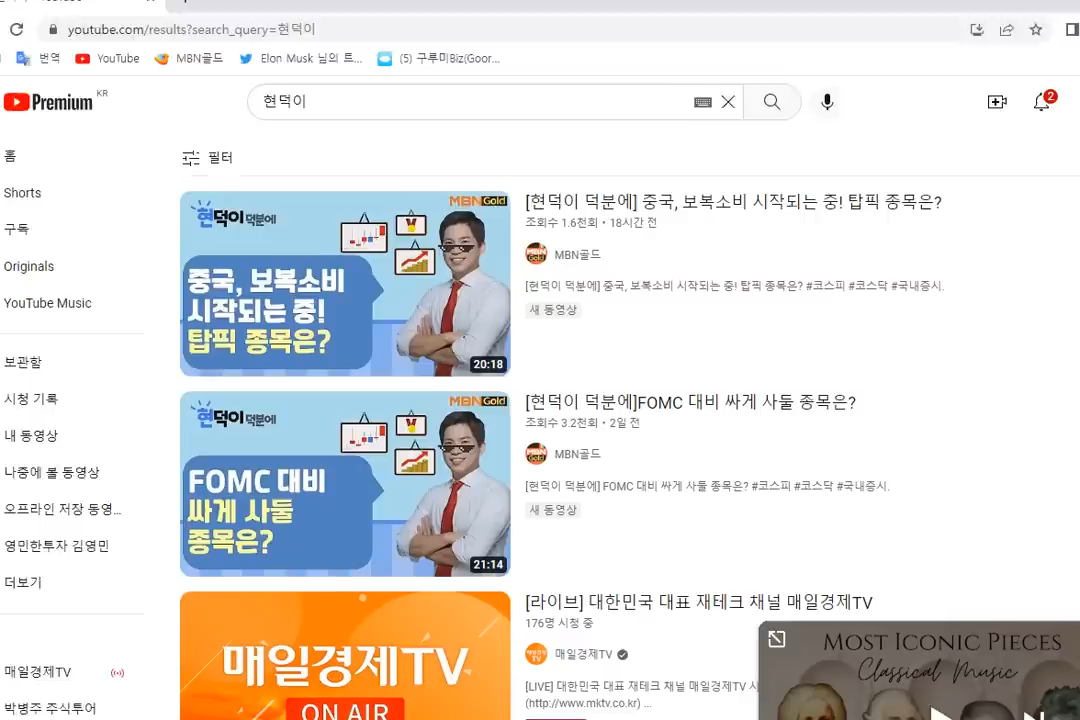 youtube.com/results?search_query=현덕이
번역
YouTube
MBN골드
Elon Musk 님의 트...
(5) 구루미Biz(Goor...
Premium KR
현덕이
2
홈
Shorts
구독
Originals
YouTube Music
보관함
시청 기록
내 동영상
나중에 볼 동영상
오프라인 저장 동영...
영민한투자 김영민
더보기
매일경제TV
박병주 주식투어
필터
MBNGold
현덕이 덕분에
중국, 보복소비
시작되는 중!
탑픽 종목은?
20:18
[현덕이 덕분에] 중국, 보복소비 시작되는 중! 탑픽 종목은?
조회수 1.6천회 • 18시간 전
MBN골드
[현덕이 덕분에] 중국, 보복소비 시작되는 중! 탑픽 종목은? #코스피 #코스닥 #국내증시.
새 동영상
MBNGold
현덕이 덕분에
FOMC 대비
싸게 사둘
종목은?
21:14
[현덕이 덕분에]FOMC 대비 싸게 사둘 종목은?
조회수 3.2천회 • 2일 전
MBN골드
[현덕이 덕분에] FOMC 대비 싸게 사둘 종목은? #코스피 #코스닥 #국내증시.
새 동영상
매일경제TV
ON AIR
[라이브] 대한민국 대표 재테크 채널 매일경제TV
176명 시청 중
매일경제TV
[LIVE] 대한민국 대표 재테크 채널 매일경제TV
(http://www.mktv.co.kr) ...
MOST ICONIC PIECES
Classical Music